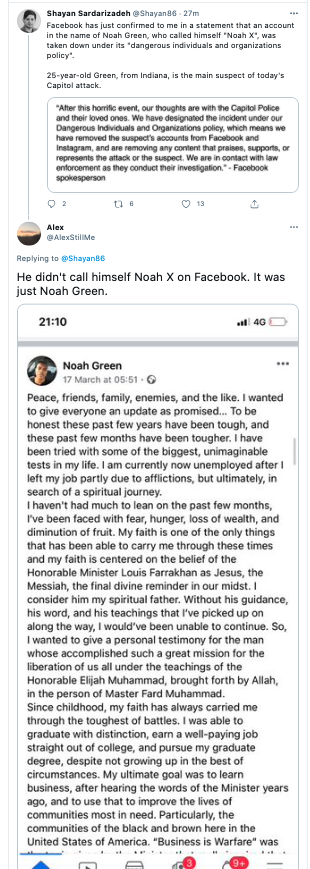 Shayan Sardarizadeh @Shayan86 · 27m
Facebook has just confirmed to me in a statement that an account
in the name of Noah Green, who called himself "Noah X", was
taken down under its "dangerous individuals and organizations
policy".
25-year-old Green, from Indiana, is the main suspect of today's
Capitol attack.
"After this horrific event, our thoughts are with the Capitol Police
and their loved ones. We have designated the incident under our
Dangerous Individuals and Organizations policy, which means we
have removed the suspect's accounts from Facebook and
Instagram, and are removing any content that praises, supports, or
represents the attack or the suspect. We are in contact with law
enforcement as they conduct their investigation." - Facebook
spokesperson
2 6 13
Alex
@AlexStillMe
Replying to @Shayan86
He didn't call himself Noah X on Facebook. It was
just Noah Green.
21:10 4G
Noah Green
17 March at 05:51 ·
Peace, friends, family, enemies, and the like. I wanted
to give everyone an update as promised... To be
honest these past few years have been tough, and
these past few months have been tougher. I have
been tried with some of the biggest, unimaginable
tests in my life. I am currently now unemployed after I
left my job partly due to afflictions, but ultimately, in
search of a spiritual journey.
I haven't had much to lean on the past few months,
I've been faced with fear, hunger, loss of wealth, and
diminution of fruit. My faith is one of the only things
that has been able to carry me through these times
and my faith is centered on the belief of the
Honorable Minister Louis Farrakhan as Jesus, the
Messiah, the final divine reminder in our midst. I
consider him my spiritual father. Without his guidance,
his word, and his teachings that I've picked up on
along the way, I would've been unable to continue. So,
I wanted to give a personal testimony for the man
whose accomplished such a great mission for the
liberation of us all under the teachings of the
Honorable Elijah Muhammad, brought forth by Allah,
in the person of Master Fard Muhammad.
Since childhood, my faith has always carried me
through the toughest of battles. I was able to
graduate with distinction, earn a well-paying job
straight out of college, and pursue my graduate
degree, despite not growing up in the best of
circumstances. My ultimate goal was to learn
business, after hearing the words of the Minister years
ago, and to use that to improve the lives of
communities most in need. Particularly, the
communities of the black and brown here in the
United States of America. "Business is Warfare" was
3 9+